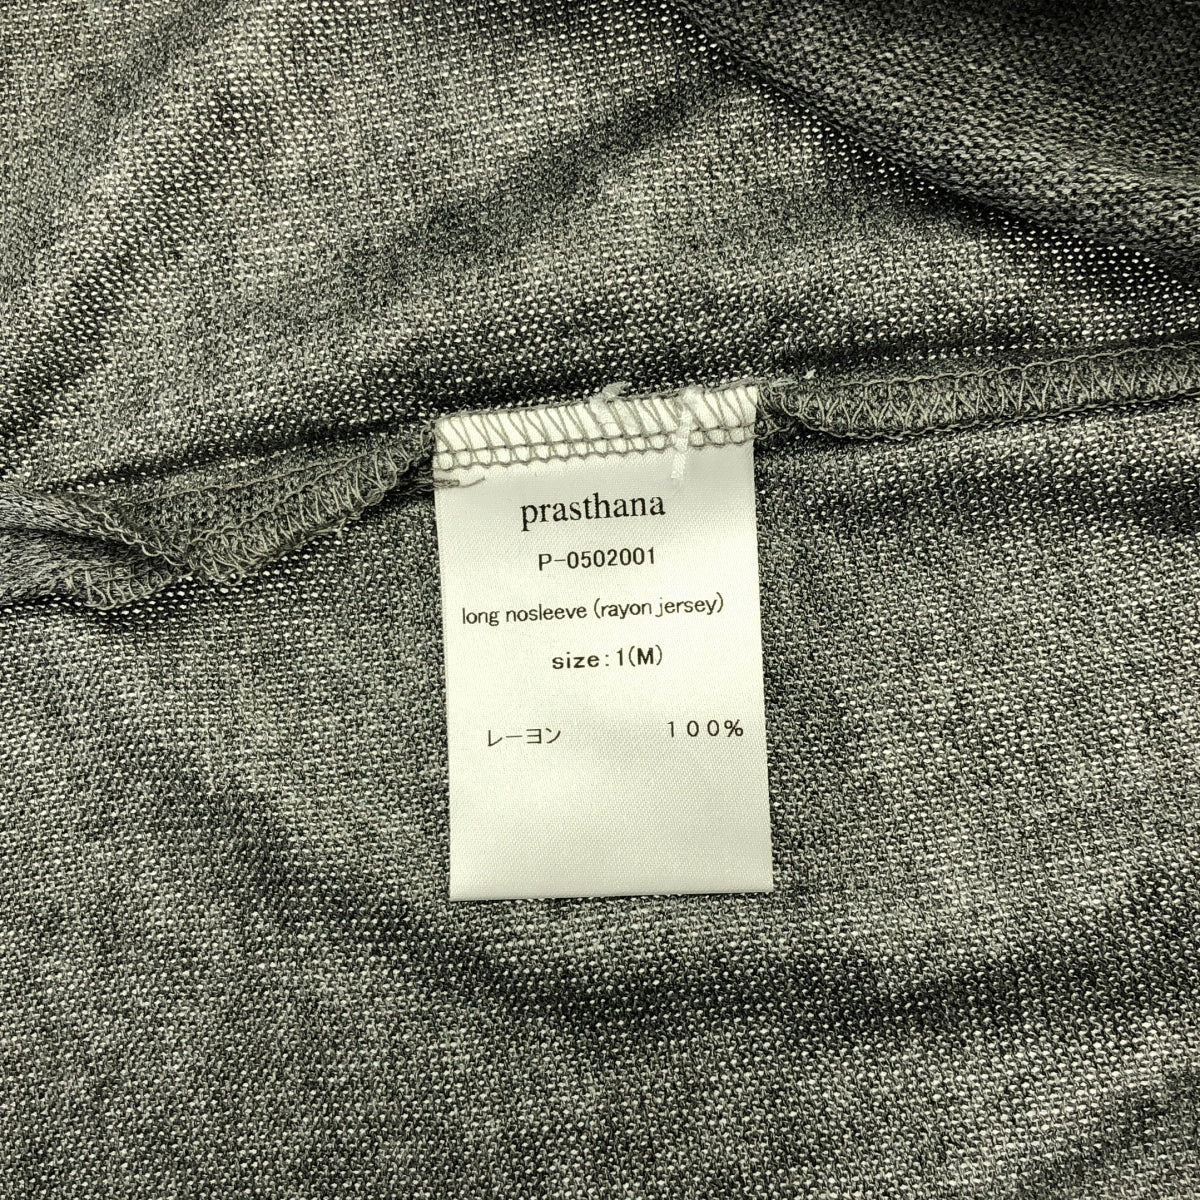 prasthana
P-0502001
long nosleeve (rayon jersey)
size:1(M)
レーヨン 100%